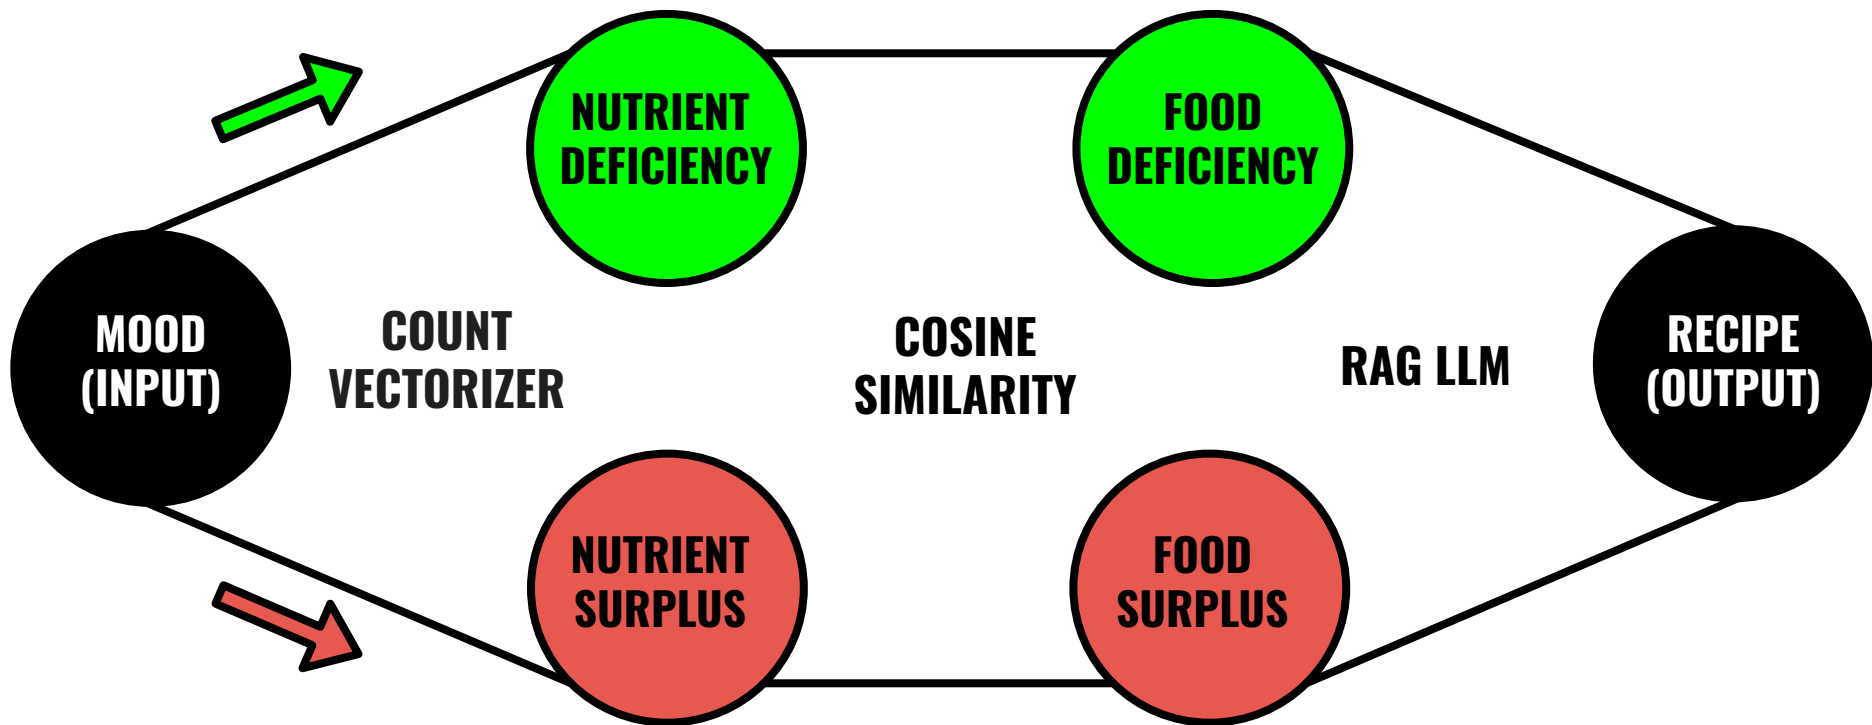 NUTRIENT
DEFICIENCY
FOOD
DEFICIENCY
MOOD
(INPUT)
COUNT
VECTORIZER
COSINE
SIMILARITY
RAG LLM
RECIPE
(OUTPUT)
NUTRIENT
SURPLUS
FOOD
SURPLUS